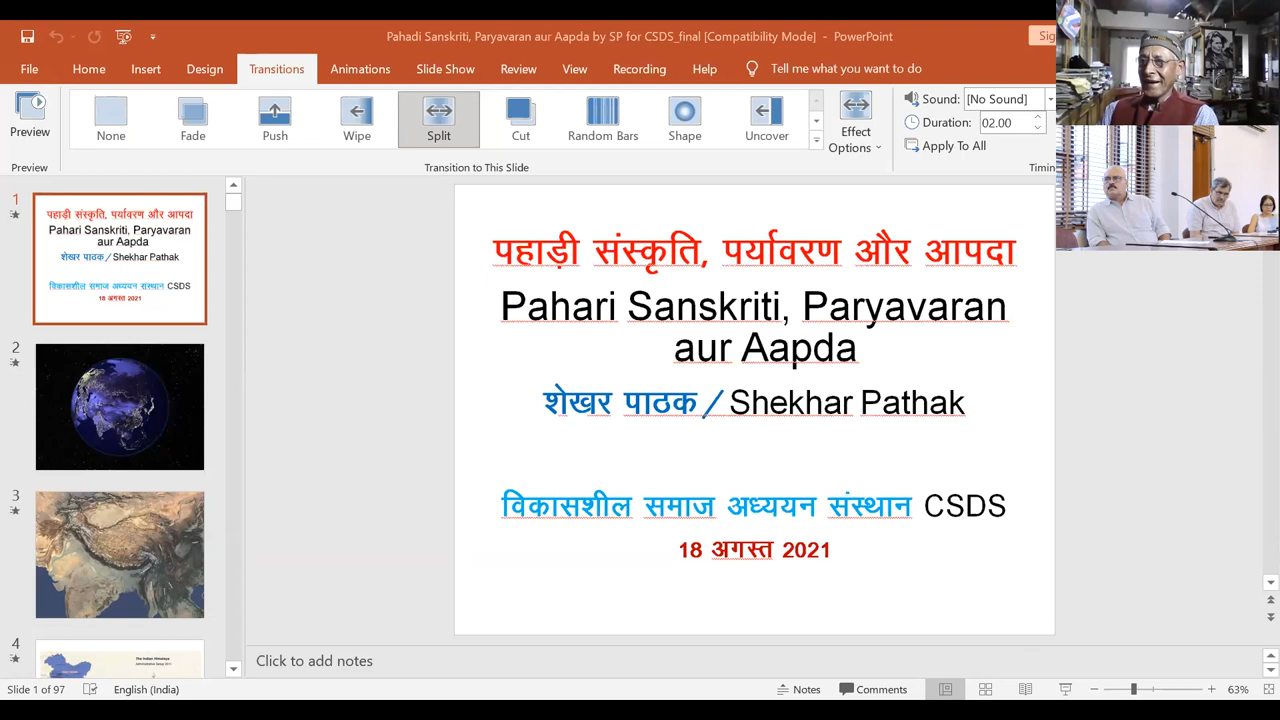 Pahadi Sanskriti, Paryavaran aur Aapda by SP for CSDS_final [Compatibility Mode] - PowerPoint
File Home Insert Design Transitions Animations Slide Show Review View Recording Help Tell me what you want to do
Preview
None Fade Push Wipe Split Cut Random Bars Shape Uncover
Effect Options
Sound: [No Sound]
Duration: 02.00
Apply To All
Preview
Transition to This Slide
1
पहाड़ी संस्कृति, पर्यावरण और आपदा
Pahari Sanskriti, Paryavaran
aur Aapda
शेखर पाठक / Shekhar Pathak
विकासशील समाज अध्ययन संस्थान CSDS
18 अगस्त 2021
2
3
4
पहाड़ी संस्कृति, पर्यावरण और आपदा
Pahari Sanskriti, Paryavaran
aur Aapda
शेखर पाठक / Shekhar Pathak
विकासशील समाज अध्ययन संस्थान CSDS
18 अगस्त 2021
Click to add notes
Slide 1 of 97 English (India) Notes Comments 63%